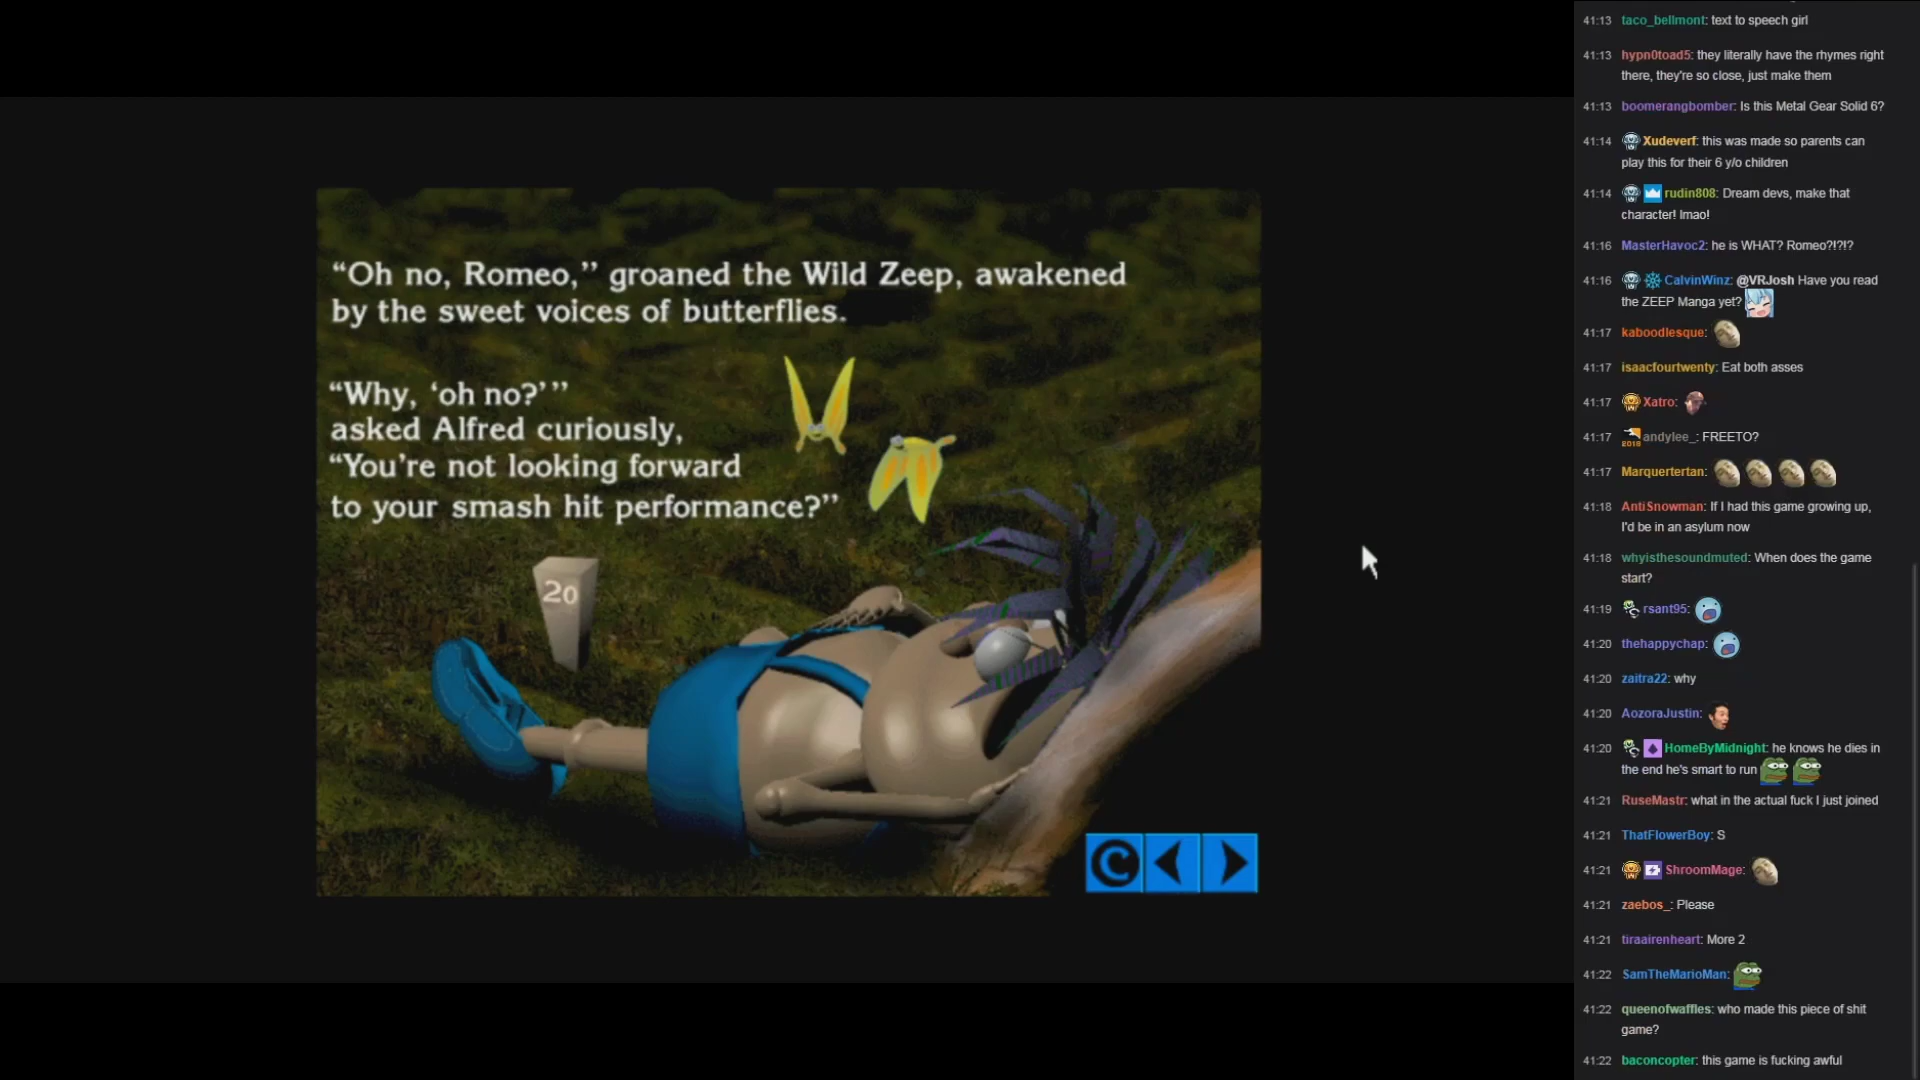 “Oh no, Romeo,” groaned the Wild Zeep, awakened
by the sweet voices of butterflies.
“Why, ‘oh no?’”
asked Alfred curiously,
“You’re not looking forward
to your smash hit performance?”
20
C
41:13 taco_bellmont: text to speech girl
41:13 hypn0toad5: they literally have the rhymes right
there, they're so close, just make them
41:13 boomerangbomber: Is this Metal Gear Solid 6?
41:14 Xudeverf: this was made so parents can
play this for their 6 y/o children
41:14 rudin808: Dream devs, make that
character! lmao!
41:16 MasterHavoc2: he is WHAT? Romeo?!?!?
41:16 CalvinWinz: @VRJosh Have you read
the ZEEP Manga yet?
41:17 kaboodlesque:
41:17 isaacfourtwenty: Eat both asses
41:17 Xatro:
41:17 andylee_: FREETO?
41:17 Marquertertan:
41:18 AntiSnowman: If I had this game growing up,
I'd be in an asylum now
41:18 whyisthesoundmuted: When does the game
start?
41:19 rsant95:
41:20 thehappychap:
41:20 zaitra22: why
41:20 AozoraJustin:
41:20 HomeByMidnight: he knows he dies in
the end he's smart to run
41:21 RuseMastr: what in the actual fuck I just joined
41:21 ThatFlowerBoy: S
41:21 ShroomMage:
41:21 zaebos_: Please
41:21 tiraairenheart: More 2
41:22 SamTheMarioMan:
41:22 queenofwaffles: who made this piece of shit
game?
41:22 baconcopter: this game is fucking awful